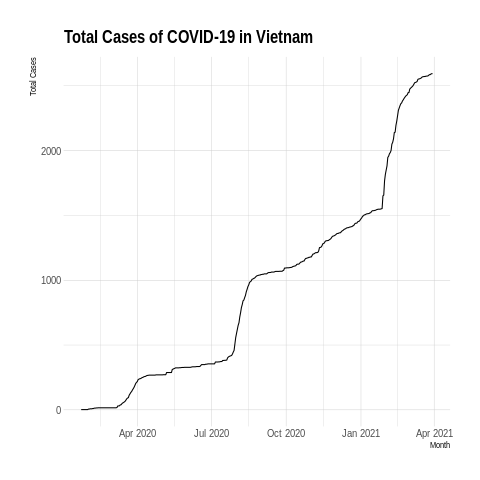 Total Cases of COVID-19 in Vietnam
Total Cases
2000
1000
0
Apr 2020 Jul 2020 Oct 2020 Jan 2021 Apr 2021
Month